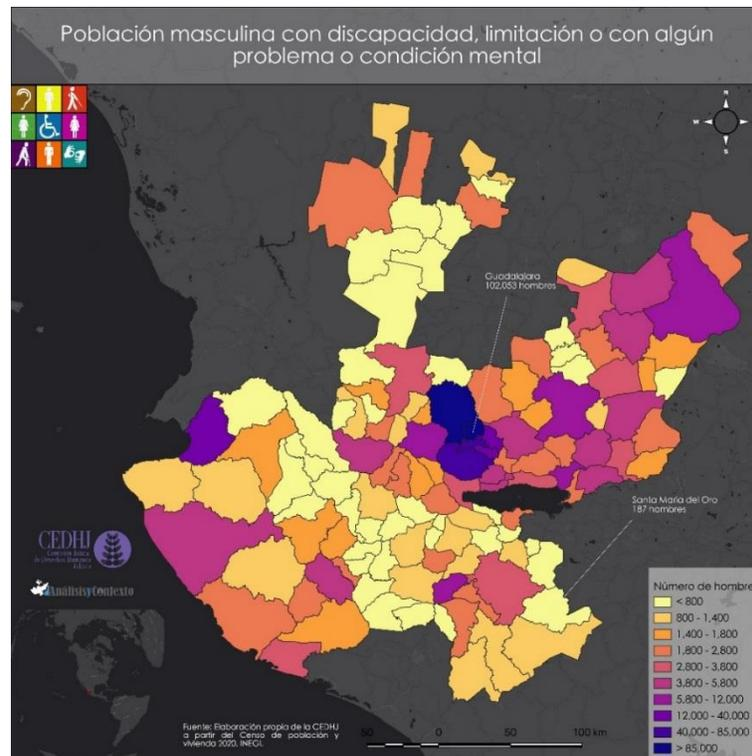 Población masculina con discapacidad, limitación o con algún
problema o condición mental
N
W
E
S
Guadalajara
102,053 hombres
Santa María del Oro
187 hombres
CEDHJ
Comisión Estatal
de Derechos Humanos
Jalisco
AnálisisyContexto
Número de hombre
< 800
800 - 1,400
1,400 - 1,800
1,800 - 2,800
2,800 - 3,800
3,800 - 5,800
5,800 - 12,000
12,000 - 40,000
40,000 - 85,000
> 85,000
Fuente: Elaboración propia de la CEDHJ
a partir del Censo de población y
vivienda 2020, INEGI.
50 0 50 100 km